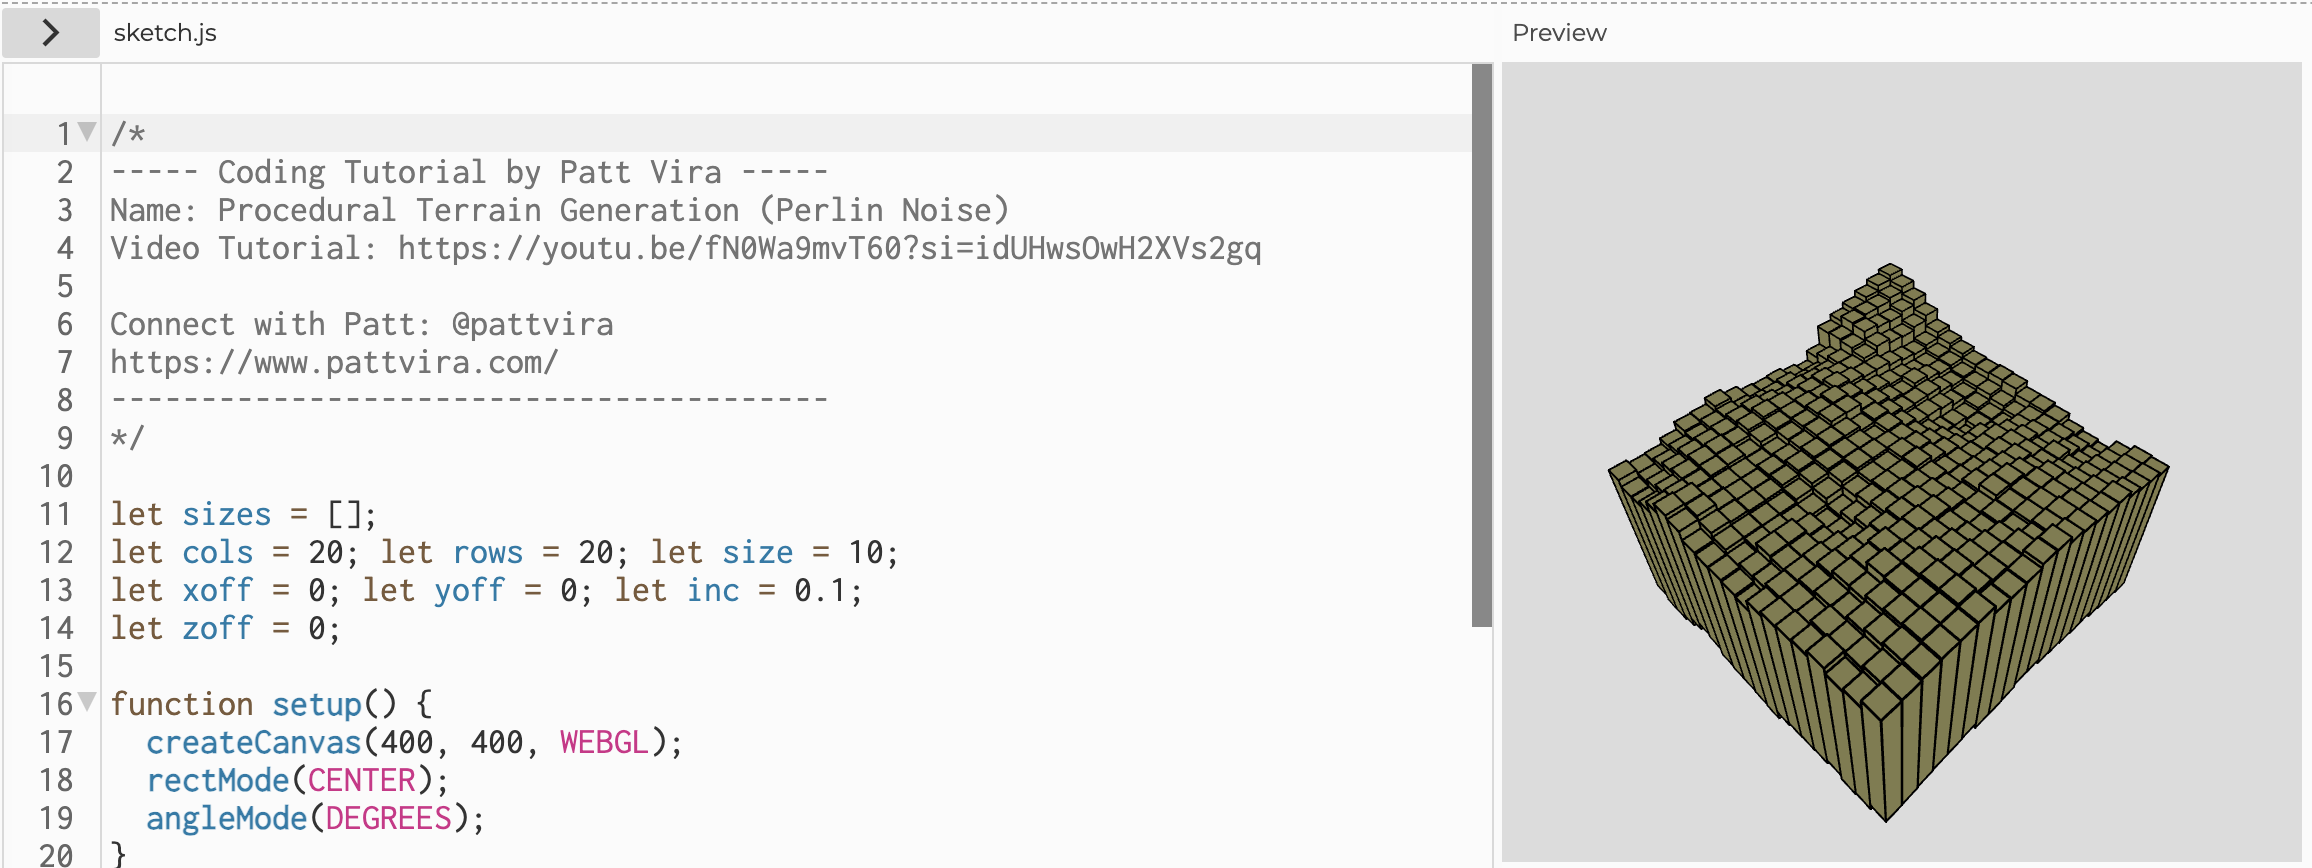 sketch.js
Preview
1 /*
2 ----- Coding Tutorial by Patt Vira -----
3 Name: Procedural Terrain Generation (Perlin Noise)
4 Video Tutorial: https://youtu.be/fN0Wa9mvT60?si=idUHwsOwH2XVs2gq
5
6 Connect with Patt: @pattvira
7 https://www.pattvira.com/
8 ----------------------------------------
9 */
10
11 let sizes = [];
12 let cols = 20; let rows = 20; let size = 10;
13 let xoff = 0; let yoff = 0; let inc = 0.1;
14 let zoff = 0;
15
16 function setup() {
17   createCanvas(400, 400, WEBGL);
18   rectMode(CENTER);
19   angleMode(DEGREES);
20 }